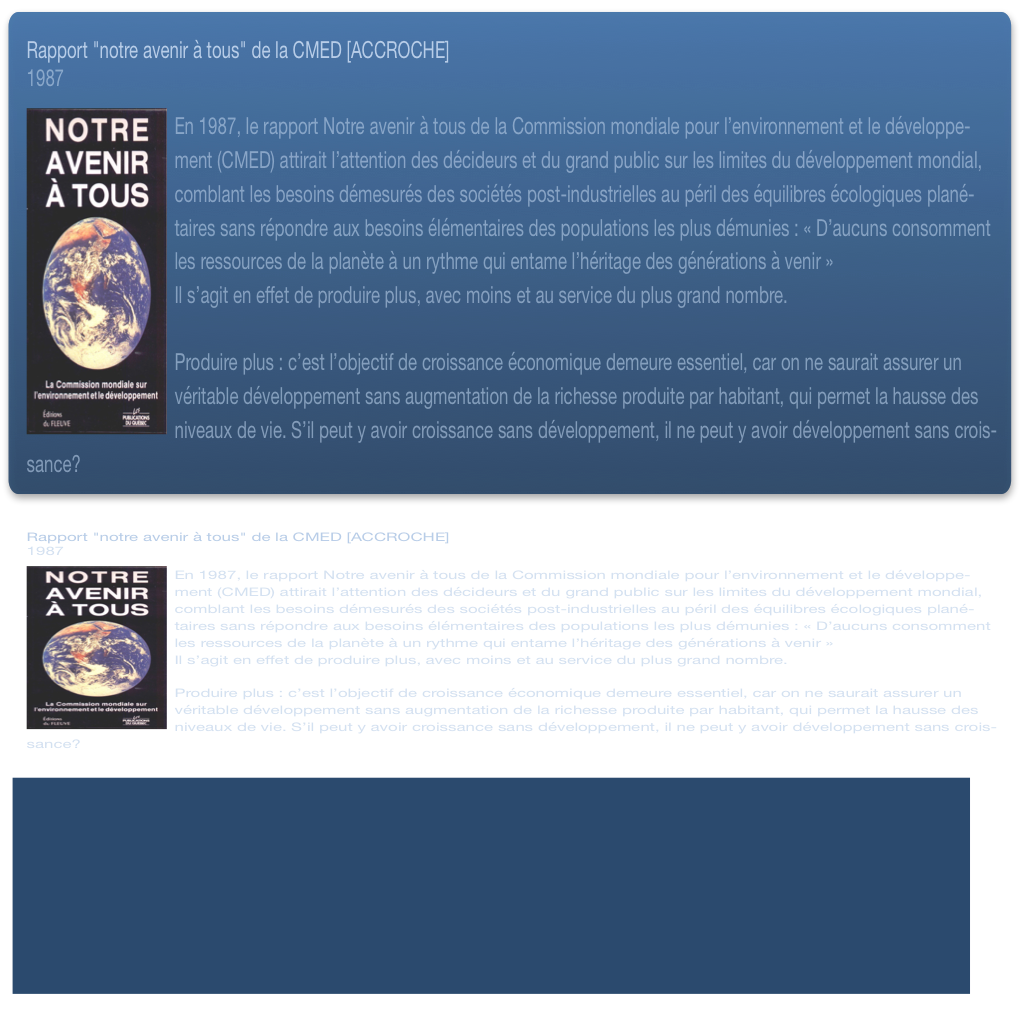 Rapport "notre avenir à tous" de la CMED [ACCROCHE]
1987
NOTRE
AVENIR
À TOUS
La Commission mondiale sur
l'environnement et le développement
Éditions
du FLEUVE
Les
PUBLICATIONS
DU QUÉBEC
En 1987, le rapport Notre avenir à tous de la Commission mondiale pour l’environnement et le développe-
ment (CMED) attirait l’attention des décideurs et du grand public sur les limites du développement mondial,
comblant les besoins démesurés des sociétés post-industrielles au péril des équilibres écologiques plané-
taires sans répondre aux besoins élémentaires des populations les plus démunies : « D’aucuns consomment
les ressources de la planète à un rythme qui entame l’héritage des générations à venir »
Il s’agit en effet de produire plus, avec moins et au service du plus grand nombre.
Produire plus : c’est l’objectif de croissance économique demeure essentiel, car on ne saurait assurer un
véritable développement sans augmentation de la richesse produite par habitant, qui permet la hausse des
niveaux de vie. S’il peut y avoir croissance sans développement, il ne peut y avoir développement sans crois-
sance?
Rapport "notre avenir à tous" de la CMED [ACCROCHE]
1987
NOTRE
AVENIR
À TOUS
La Commission mondiale sur
l'environnement et le développement
Éditions
du FLEUVE
PUBLICATIONS
DU QUÉBEC
En 1987, le rapport Notre avenir à tous de la Commission mondiale pour l’environnement et le développe-
ment (CMED) attirait l’attention des décideurs et du grand public sur les limites du développement mondial,
comblant les besoins démesurés des sociétés post-industrielles au péril des équilibres écologiques plané-
taires sans répondre aux besoins élémentaires des populations les plus démunies : « D’aucuns consomment
les ressources de la planète à un rythme qui entame l’héritage des générations à venir »
Il s’agit en effet de produire plus, avec moins et au service du plus grand nombre.
Produire plus : c’est l’objectif de croissance économique demeure essentiel, car on ne saurait assurer un
véritable développement sans augmentation de la richesse produite par habitant, qui permet la hausse des
niveaux de vie. S’il peut y avoir croissance sans développement, il ne peut y avoir développement sans crois-
sance?